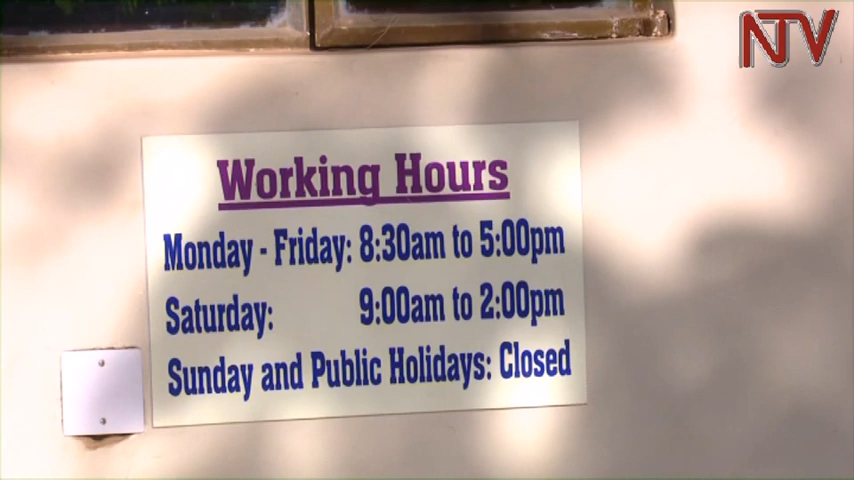 NTV
Working Hours
Monday - Friday: 8:30am to 5:00pm
Saturday: 9:00am to 2:00pm
Sunday and Public Holidays: Closed